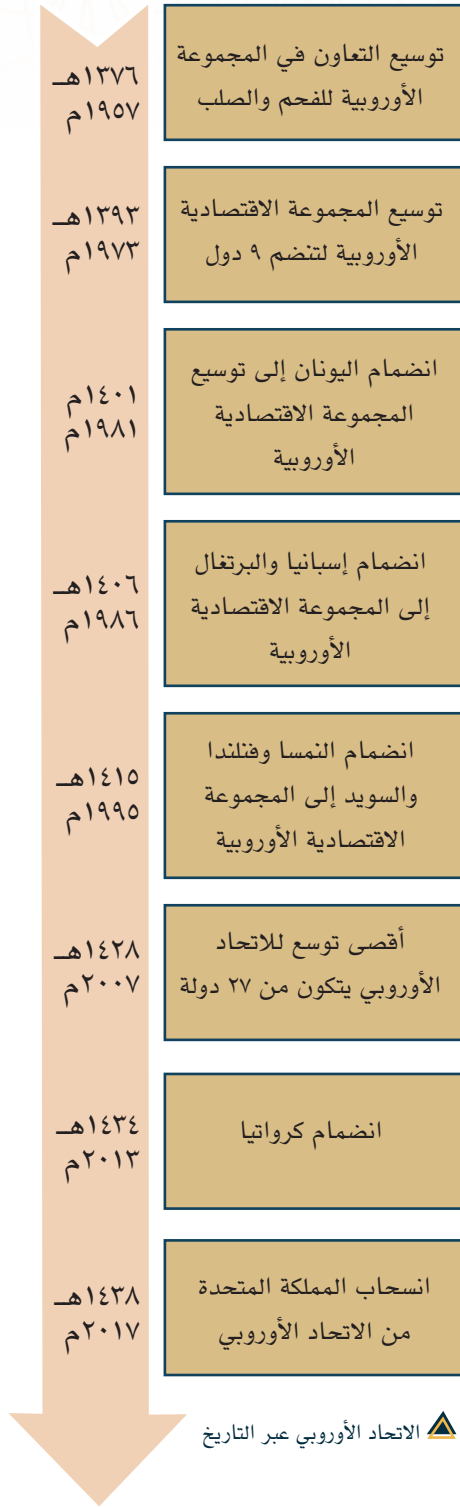 توسيع التعاون في المجموعة
الأوروبية للفحم والصلب
١٣٧٦هـ
١٩٥٧م
توسيع المجموعة الاقتصادية
الأوروبية لتنضم ٩ دول
١٣٩٣هـ
١٩٧٣م
انضمام اليونان إلى توسيع
المجموعة الاقتصادية
الأوروبية
١٤٠١م
١٩٨١م
انضمام إسبانيا والبرتغال
إلى المجموعة الاقتصادية
الأوروبية
١٤٠٦هـ
١٩٨٦م
انضمام النمسا وفنلندا
والسويد إلى المجموعة
الاقتصادية الأوروبية
١٤١٥هـ
١٩٩٥م
أقصى توسع للاتحاد
الأوروبي يتكون من ٢٧ دولة
١٤٢٨هـ
٢٠٠٧م
انضمام كرواتيا
١٤٣٤هـ
٢٠١٣م
انسحاب المملكة المتحدة
من الاتحاد الأوروبي
١٤٣٨هـ
٢٠١٧م
الاتحاد الأوروبي عبر التاريخ